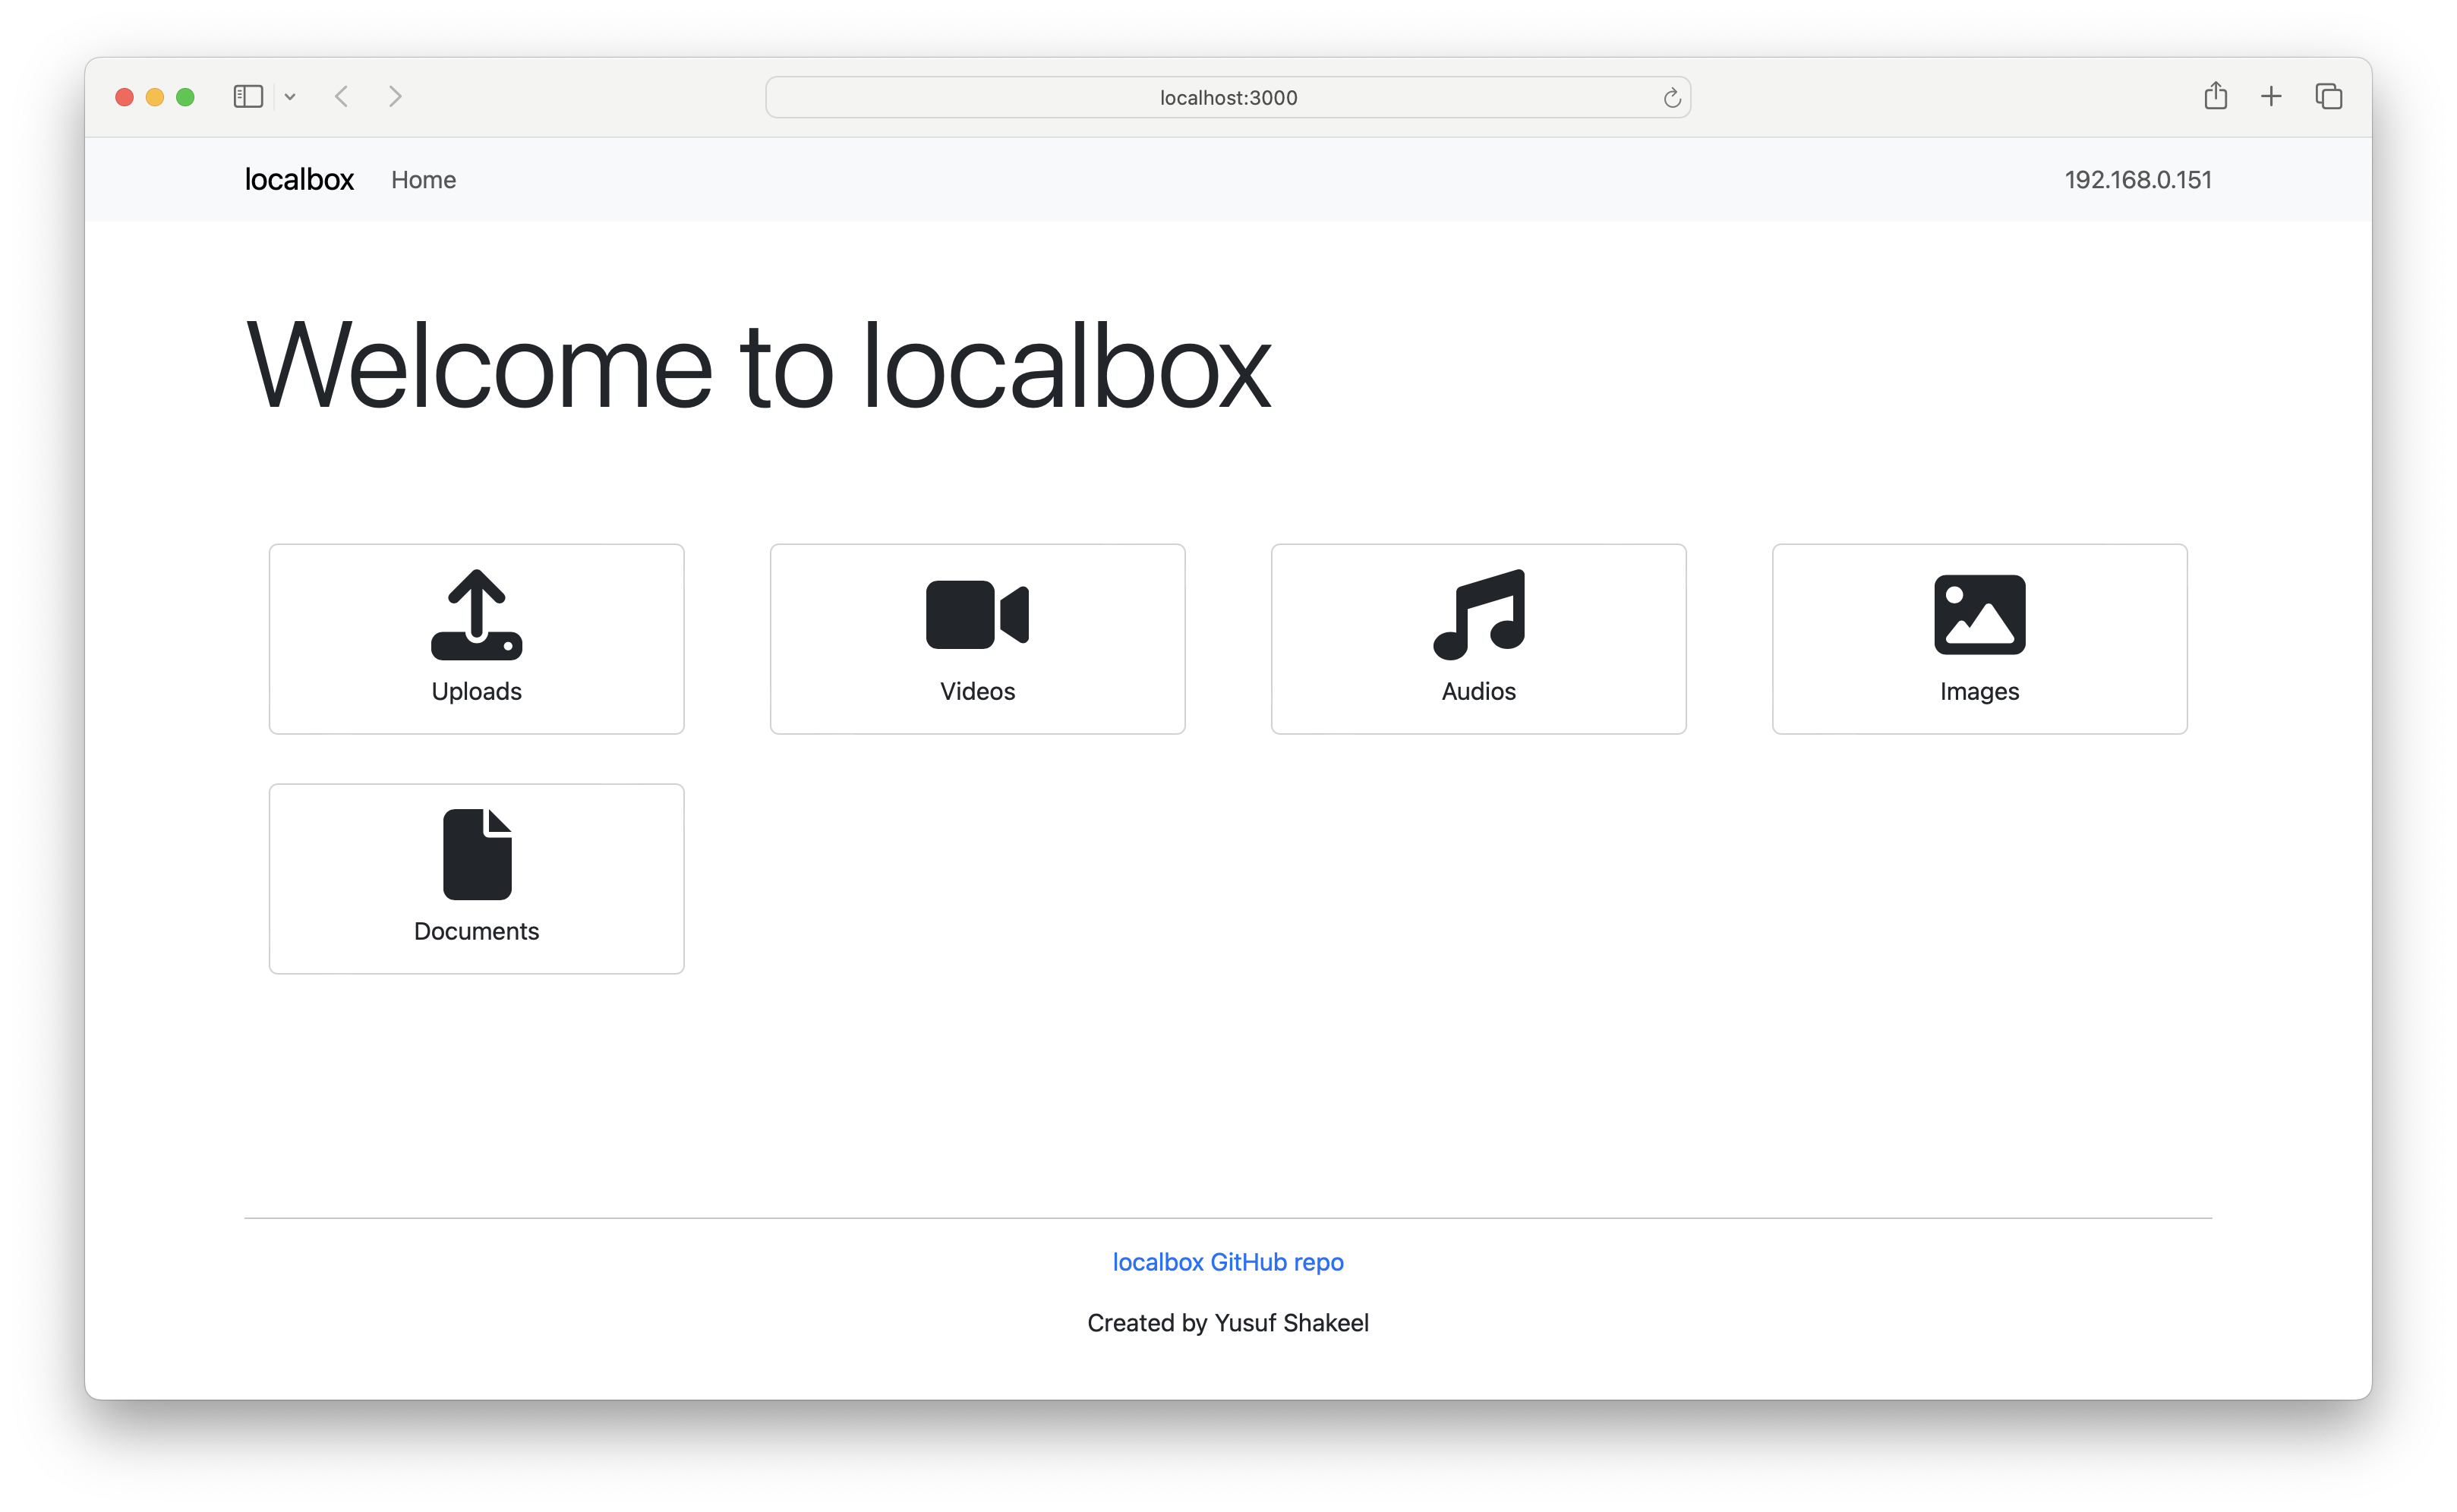 localhost:3000
localbox Home 192.168.0.151
Welcome to localbox
Uploads Videos Audios Images
Documents
localbox GitHub repo
Created by Yusuf Shakeel